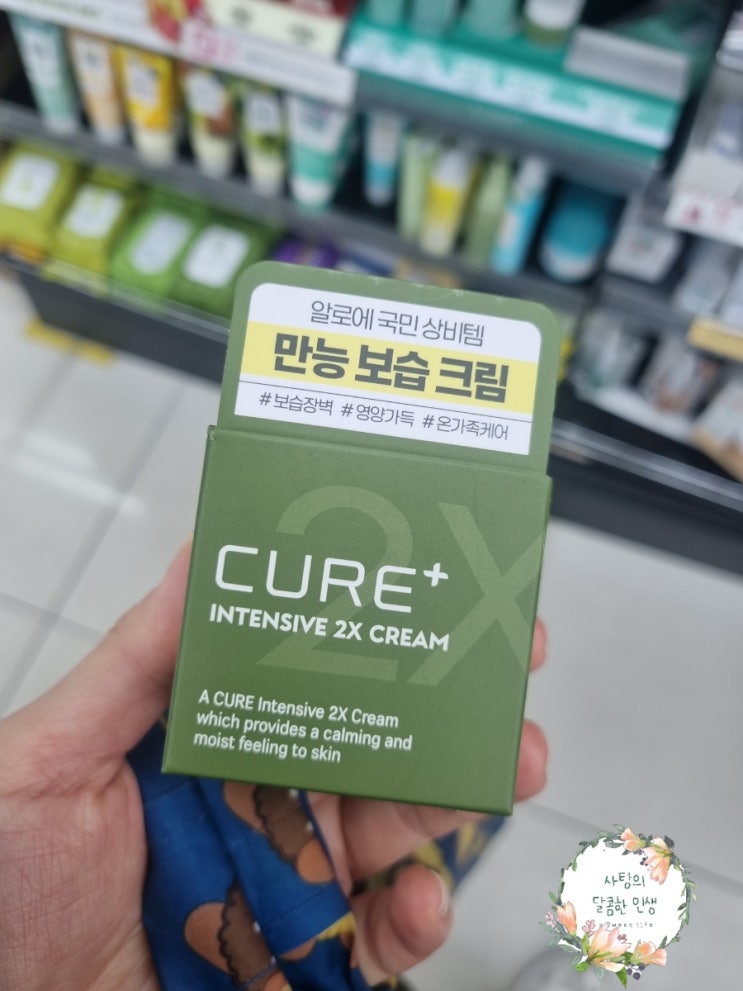 알로에 국민 상비템
만능 보습 크림
#보습장벽 #영양가득 #온가족케어
2X
CURE+
INTENSIVE 2X CREAM
A CURE Intensive 2X Cream
which provides a calming and
moist feeling to skin
사탕의
달콤한 인생